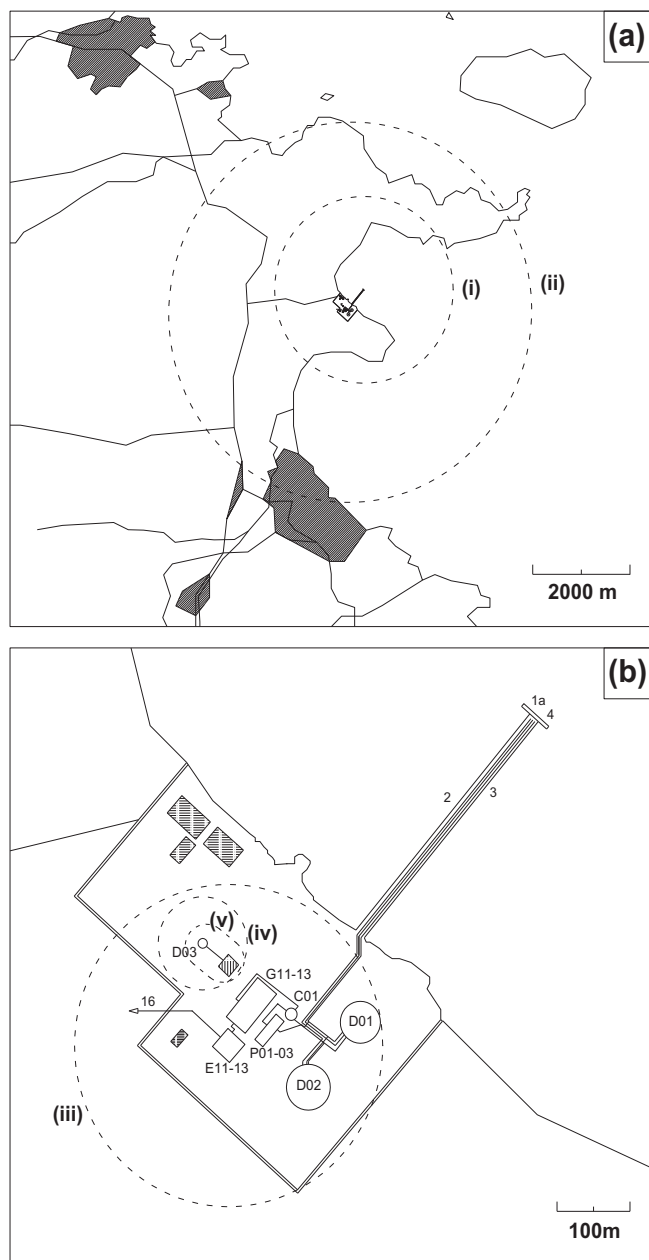 (a)
(i)
(ii)
2000 m
(b)
1a
4
2
3
(v)
(iv)
D03
G11-13
16
C01
D01
P01-03
E11-13
D02
(iii)
100m